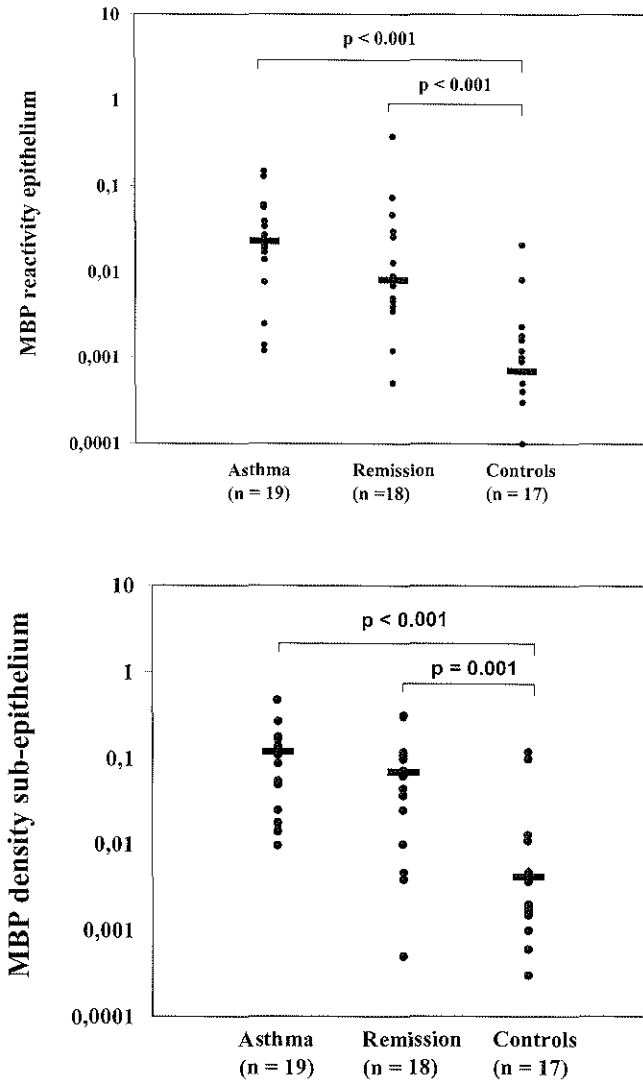 10
p < 0.001
1
p < 0.001
0,1
0,01
0,001
0,0001
MBP reactivity epithelium
Asthma Remission Controls
(n = 19) (n =18) (n = 17)
10
p < 0.001
1
p = 0.001
0,1
0,01
0,001
0,0001
MBP density sub-epithelium
Asthma Remission Controls
(n = 19) (n = 18) (n = 17)